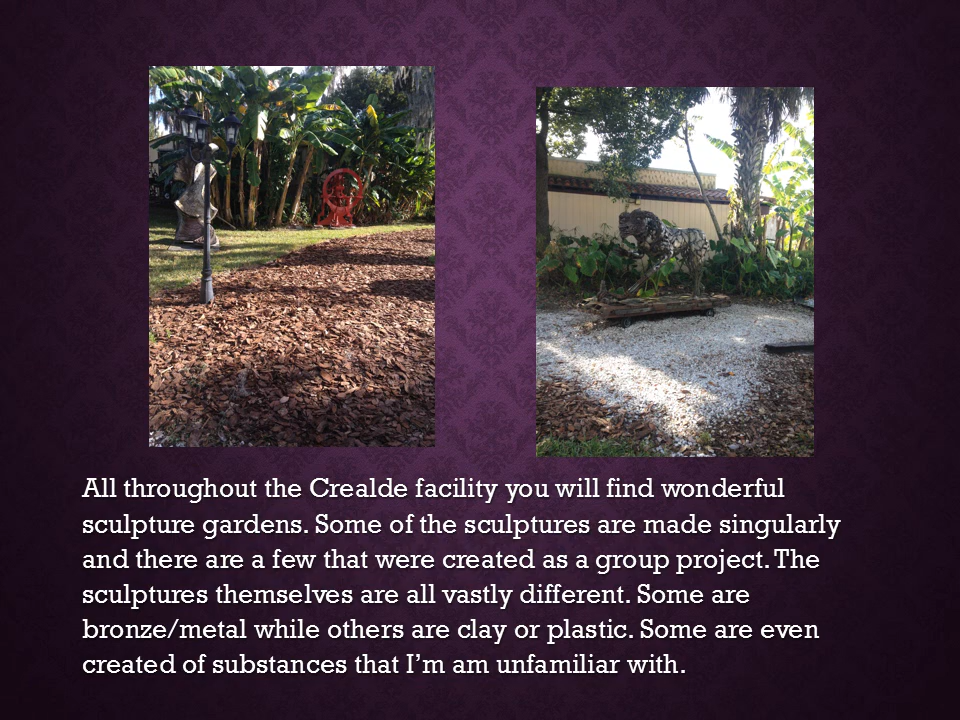 All throughout the Crealde facility you will find wonderful
sculpture gardens. Some of the sculptures are made singularly
and there are a few that were created as a group project. The
sculptures themselves are all vastly different. Some are
bronze/metal while others are clay or plastic. Some are even
created of substances that I’m am unfamiliar with.